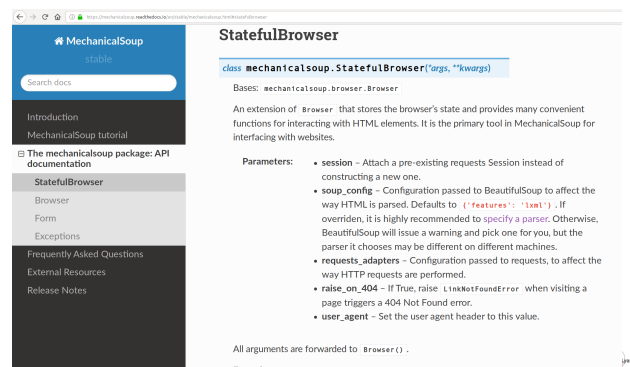 https://mechanicalsoup.readthedocs.io/en/stable/mechanicalsoup.html#statefulbrowser
MechanicalSoup
stable
Search docs
Introduction
MechanicalSoup tutorial
The mechanicalsoup package: API
documentation
StatefulBrowser
Browser
Form
Exceptions
Frequently Asked Questions
External Resources
Release Notes
StatefulBrowser
class mechanicalsoup.StatefulBrowser(*args, **kwargs)
Bases: mechanicalsoup.browser.Browser
An extension of Browser that stores the browser's state and provides many convenient
functions for interacting with HTML elements. It is the primary tool in MechanicalSoup for
interfacing with websites.
Parameters:
• session – Attach a pre-existing requests Session instead of
constructing a new one.
• soup_config – Configuration passed to BeautifulSoup to affect the
way HTML is parsed. Defaults to {'features': 'lxml'}. If
overriden, it is highly recommended to specify a parser. Otherwise,
BeautifulSoup will issue a warning and pick one for you, but the
parser it chooses may be different on different machines.
• requests_adapters – Configuration passed to requests, to affect the
way HTTP requests are performed.
• raise_on_404 – If True, raise LinkNotFoundError when visiting a
page triggers a 404 Not Found error.
• user_agent – Set the user agent header to this value.
All arguments are forwarded to Browser().